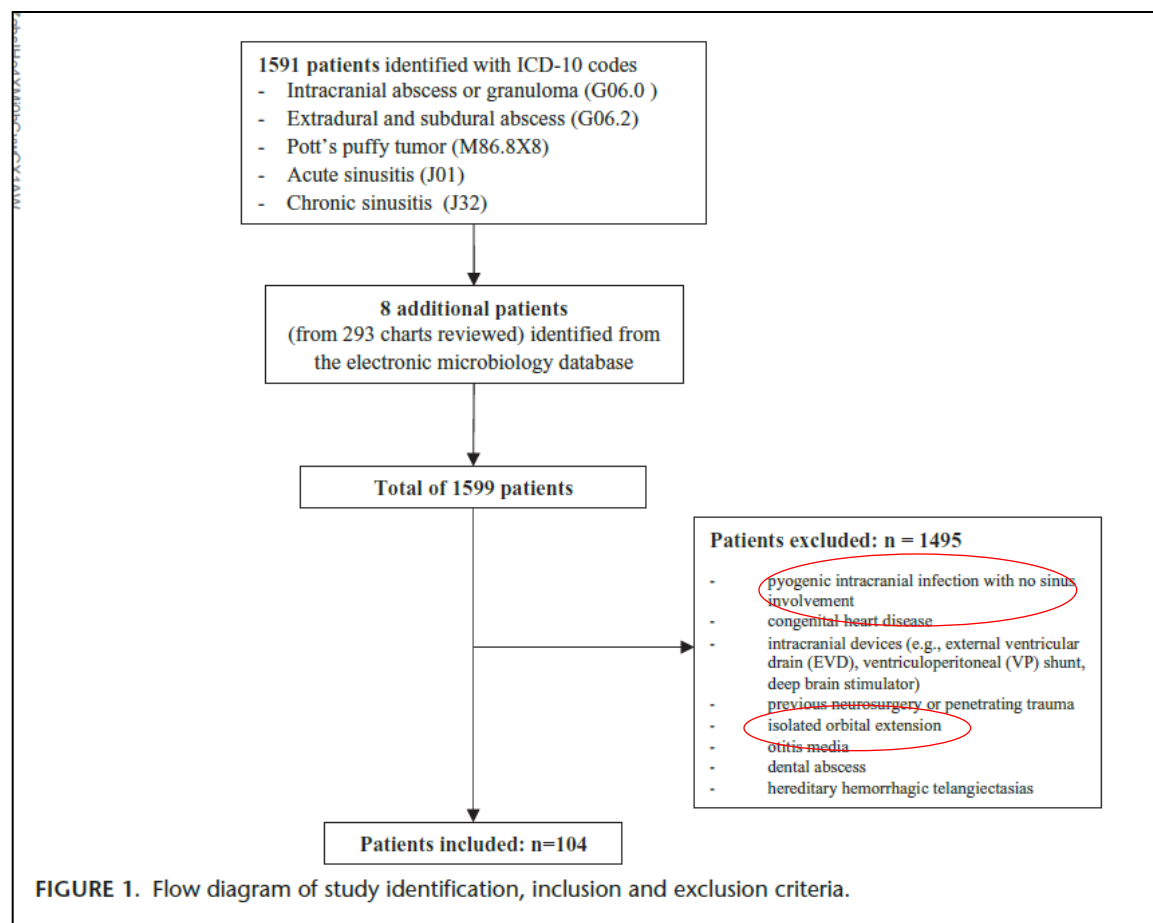 1591 patients identified with ICD-10 codes
- Intracranial abscess or granuloma (G06.0 )
- Extradural and subdural abscess (G06.2)
- Pott's puffy tumor (M86.8X8)
- Acute sinusitis (J01)
- Chronic sinusitis (J32)
8 additional patients
(from 293 charts reviewed) identified from
the electronic microbiology database
Total of 1599 patients
Patients excluded: n = 1495
- pyogenic intracranial infection with no sinus
involvement
- congenital heart disease
- intracranial devices (e.g., external ventricular
drain (EVD), ventriculoperitoneal (VP) shunt,
deep brain stimulator)
- previous neurosurgery or penetrating trauma
- isolated orbital extension
- otitis media
- dental abscess
- hereditary hemorrhagic telangiectasias
Patients included: n=104
FIGURE 1. Flow diagram of study identification, inclusion and exclusion criteria.